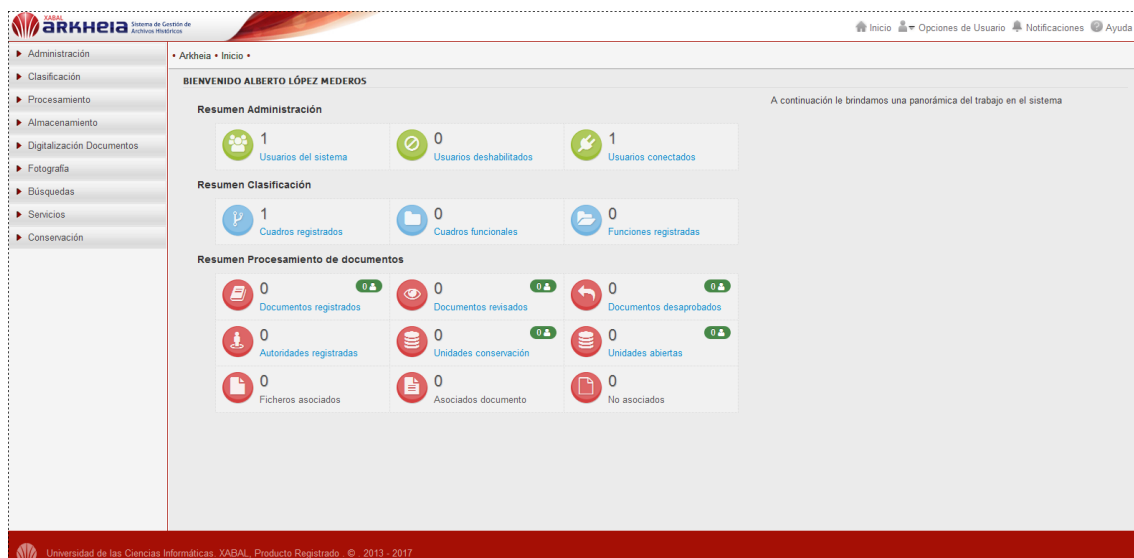 XABAL
arkheia Sistema de Gestión de
Archivos Históricos
Inicio Opciones de Usuario Notificaciones Ayuda
Administración
Clasificación
Procesamiento
Almacenamiento
Digitalización Documentos
Fotografía
Búsquedas
Servicios
Conservación
• Arkheia • Inicio •
BIENVENIDO ALBERTO LÓPEZ MEDEROS
A continuación le brindamos una panorámica del trabajo en el sistema
Resumen Administración
1
Usuarios del sistema
0
Usuarios deshabilitados
1
Usuarios conectados
Resumen Clasificación
1
Cuadros registrados
0
Cuadros funcionales
0
Funciones registradas
Resumen Procesamiento de documentos
0 0
Documentos registrados
0 0
Documentos revisados
0 0
Documentos desaprobados
0
Autoridades registradas
0 0
Unidades conservación
0 0
Unidades abiertas
0
Ficheros asociados
0
Asociados documento
0
No asociados
Universidad de las Ciencias Informáticas. XABAL, Producto Registrado . © . 2013 - 2017